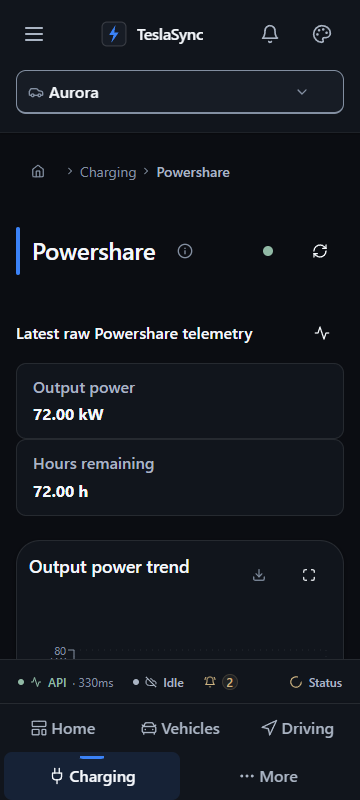 TeslaSync
Aurora
Charging Powershare
Powershare
Latest raw Powershare telemetry
Output power
72.00 kW
Hours remaining
72.00 h
Output power trend
80
API · 330ms Idle 2 Status
Home Vehicles Driving
Charging More